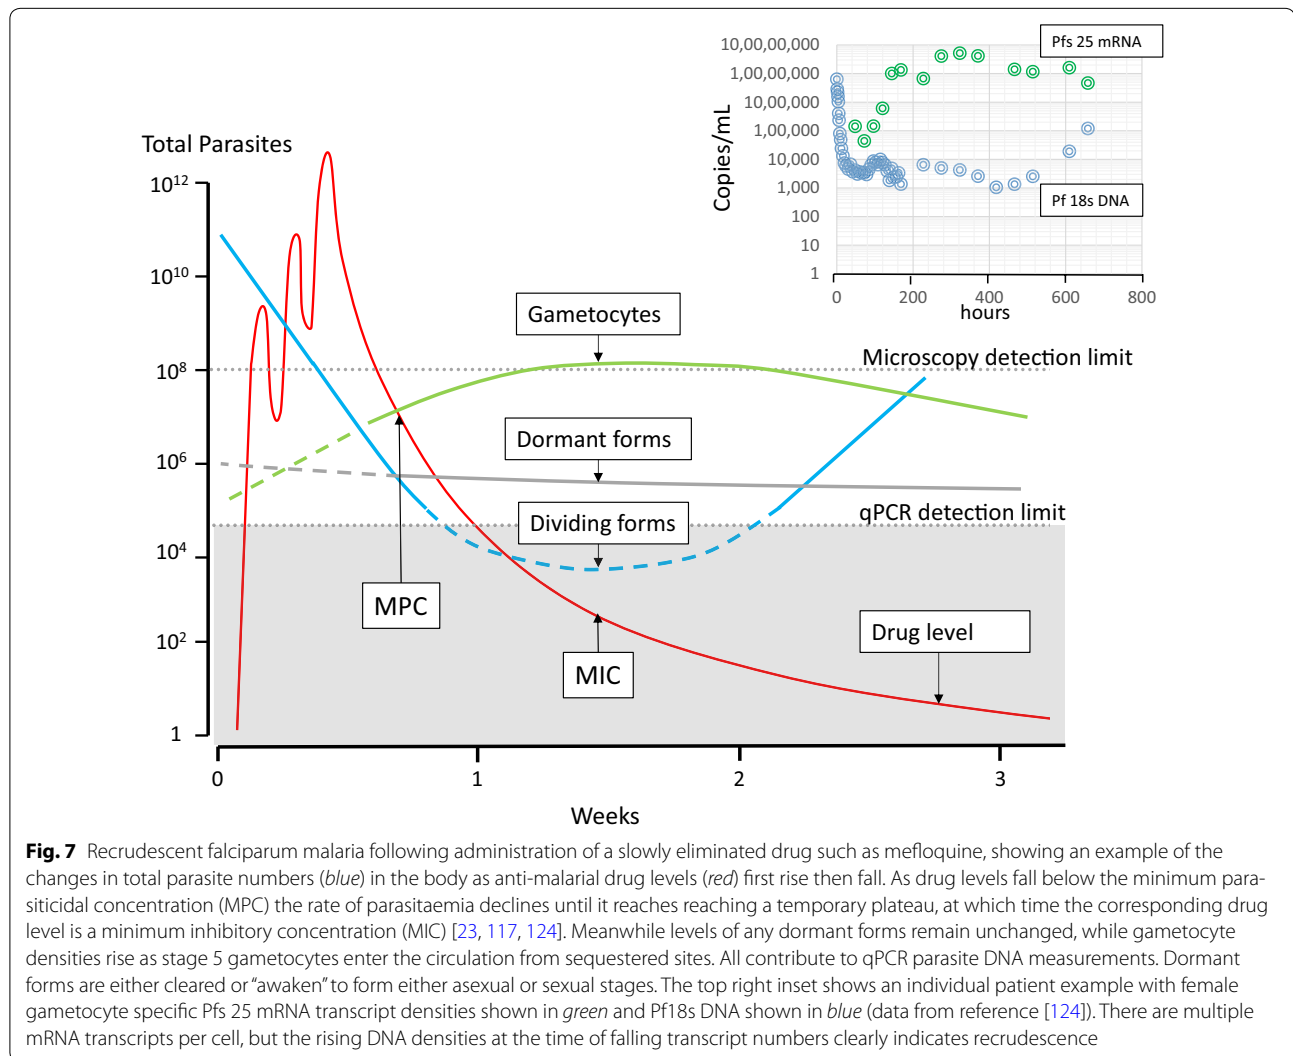 Total Parasites
10^12
10^10
10^8
10^6
10^4
10^2
1
0
1
2
3
Weeks
Gametocytes
Dormant forms
Dividing forms
MPC
MIC
Drug level
Microscopy detection limit
qPCR detection limit
Copies/mL
10,00,00,000
1,00,00,000
10,00,000
1,00,000
10,000
1,000
100
10
1
0
200
400
600
800
hours
Pfs 25 mRNA
Pf 18s DNA
Fig. 7 Recrudescent falciparum malaria following administration of a slowly eliminated drug such as mefloquine, showing an example of the
changes in total parasite numbers (blue) in the body as anti-malarial drug levels (red) first rise then fall. As drug levels fall below the minimum para-
siticidal concentration (MPC) the rate of parasitaemia declines until it reaches reaching a temporary plateau, at which time the corresponding drug
level is a minimum inhibitory concentration (MIC) [23, 117, 124]. Meanwhile levels of any dormant forms remain unchanged, while gametocyte
densities rise as stage 5 gametocytes enter the circulation from sequestered sites. All contribute to qPCR parasite DNA measurements. Dormant
forms are either cleared or “awaken” to form either asexual or sexual stages. The top right inset shows an individual patient example with female
gametocyte specific Pfs 25 mRNA transcript densities shown in green and Pf18s DNA shown in blue (data from reference [124]). There are multiple
mRNA transcripts per cell, but the rising DNA densities at the time of falling transcript numbers clearly indicates recrudescence